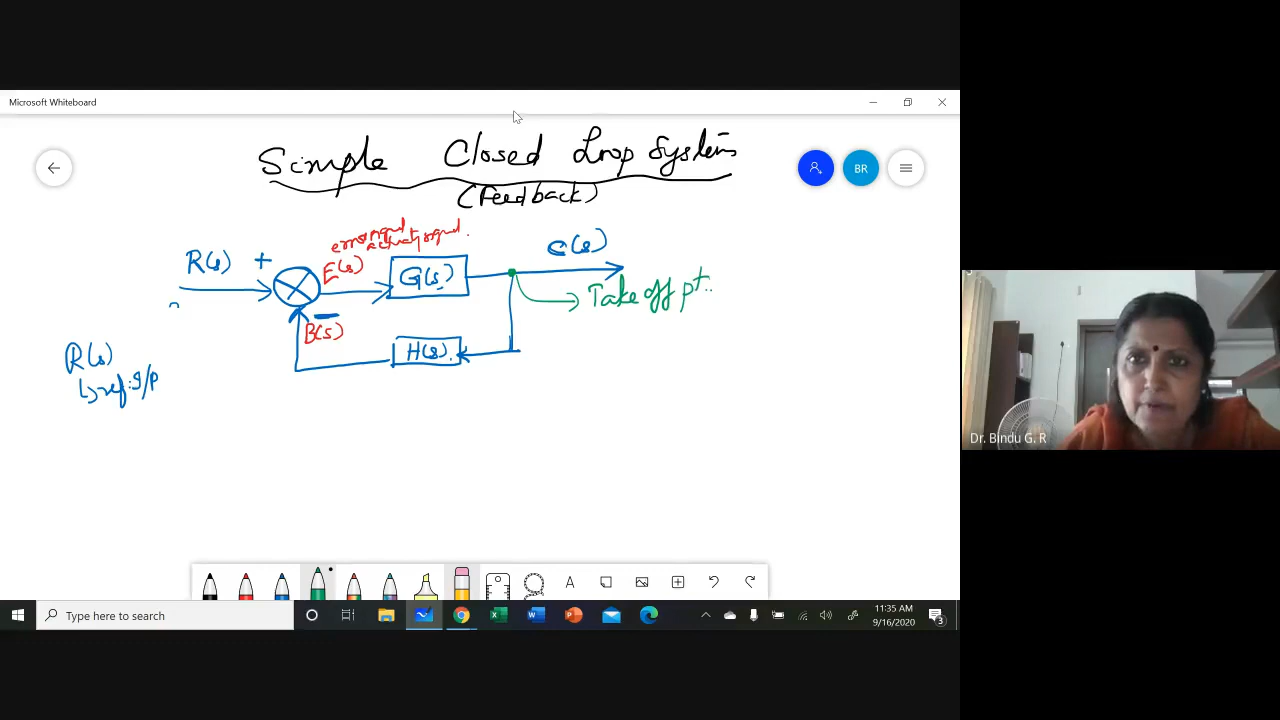 Microsoft Whiteboard
Simple Closed Loop System
(Feedback)
BR
error signal
actuating signal.
R(s) + E(s) G(s) C(s)
Take off pt..
B(s) −
H(s).
R(s)
ref: I/P
Dr. Bindu G. R
A
Type here to search
11:35 AM
9/16/2020
3